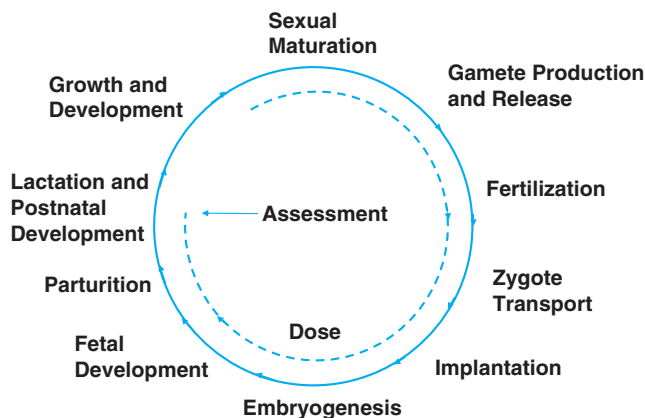 Sexual
Maturation
Gamete Production
and Release
Fertilization
Zygote
Transport
Implantation
Embryogenesis
Fetal
Development
Parturition
Lactation and
Postnatal
Development
Growth and
Development
Assessment
Dose